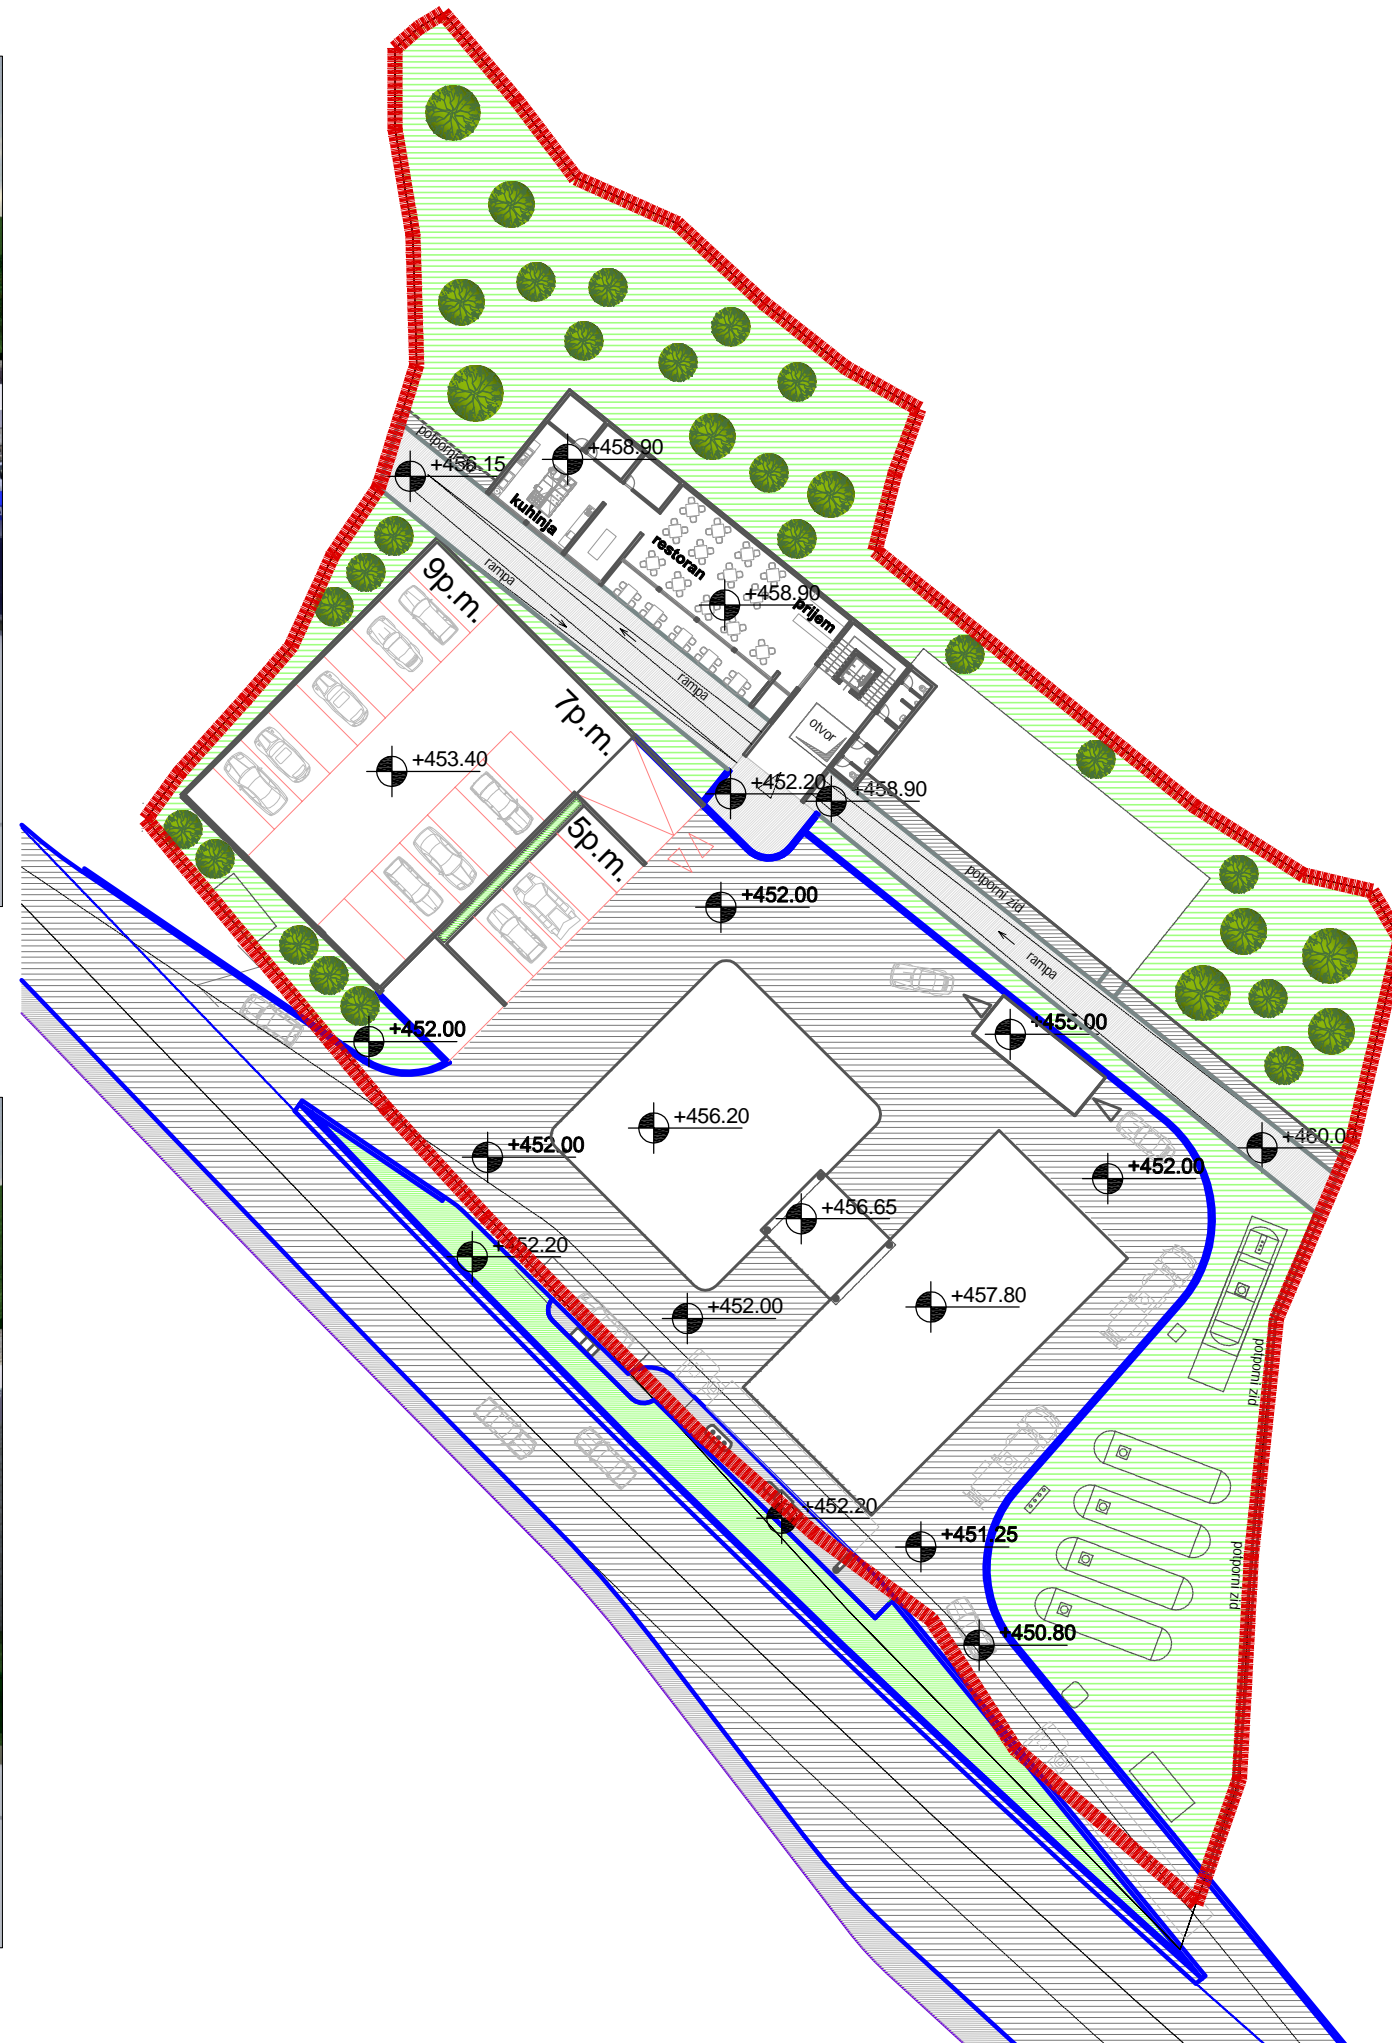 potporni zid
+458.90
+456.15
kuhinja
restoran
9p.m.
rampa
+458.90
prijem
rampa
7p.m.
otvor
+453.40
+452.20
+458.90
5p.m.
potporni zid
+452.00
rampa
+455.00
+452.00
+456.20
+460.00
+452.00
+452.00
+456.65
+452.20
+457.80
+452.00
potporni zid
+452.20
+451.25
potporni zid
+450.80